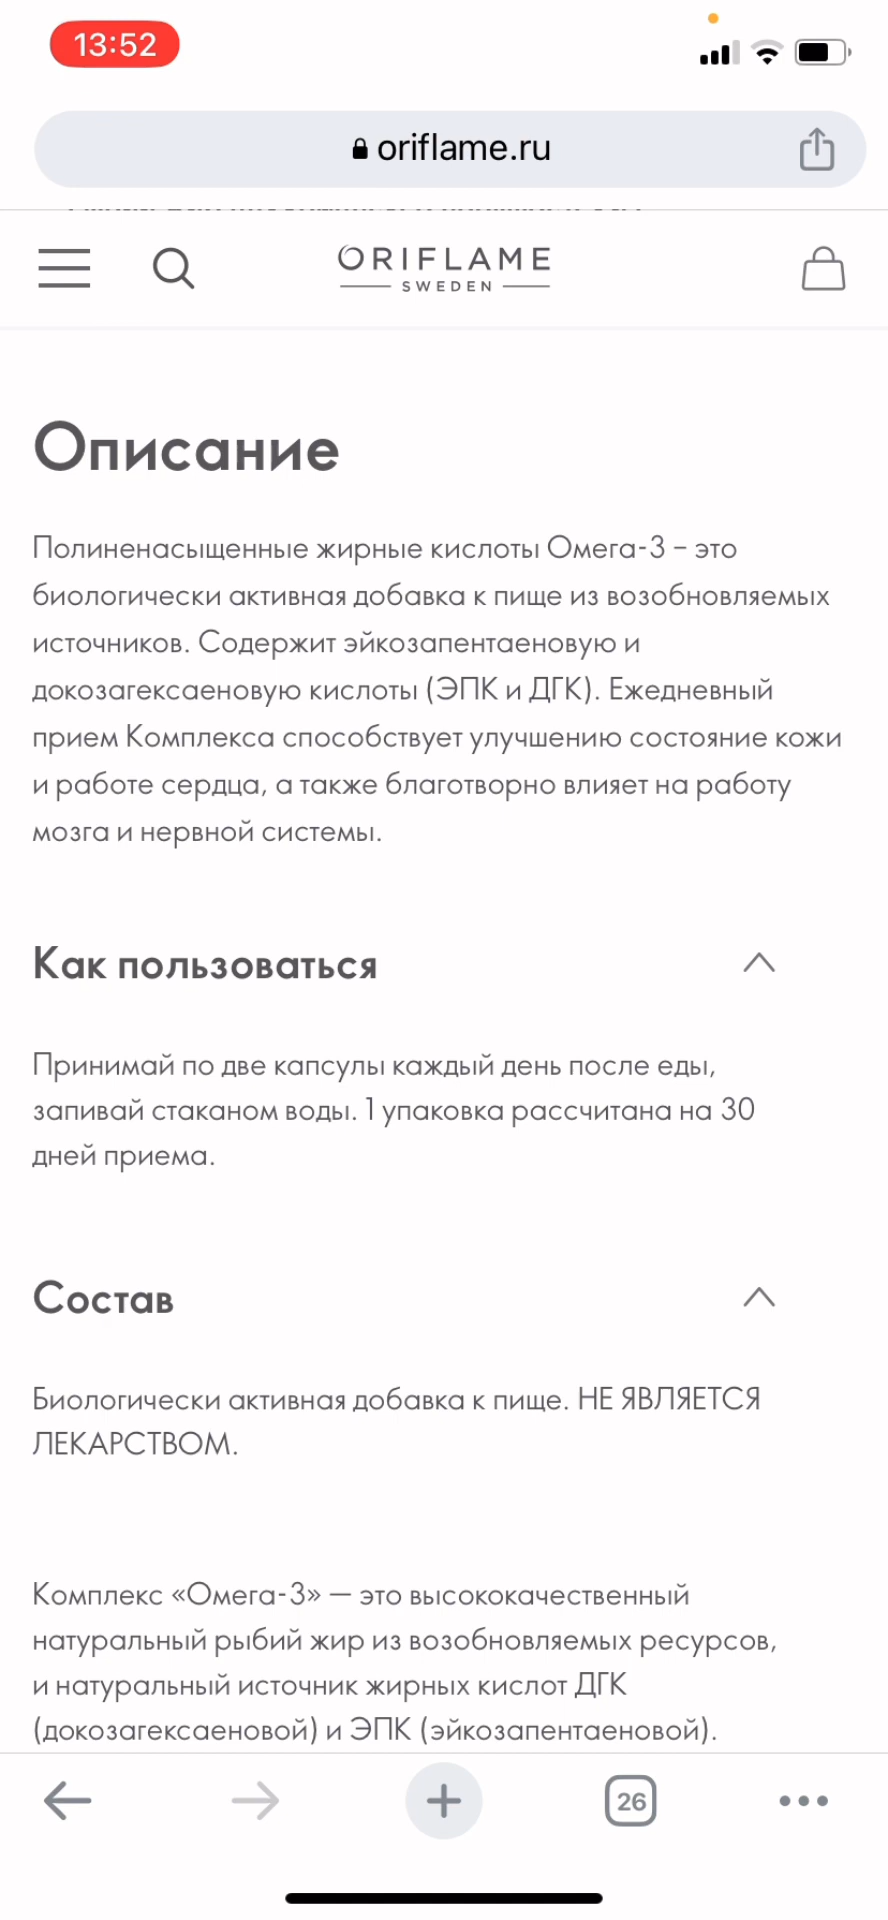 13:52
oriflame.ru
ORIFLAME
SWEDEN
Описание
Полиненасыщенные жирные кислоты Омега-3 – это
биологически активная добавка к пище из возобновляемых
источников. Содержит эйкозапентаеновую и
докозагексаеновую кислоты (ЭПК и ДГК). Ежедневный
прием Комплекса способствует улучшению состояние кожи
и работе сердца, а также благотворно влияет на работу
мозга и нервной системы.
Как пользоваться
Принимай по две капсулы каждый день после еды,
запивай стаканом воды. 1 упаковка рассчитана на 30
дней приема.
Состав
Биологически активная добавка к пище. НЕ ЯВЛЯЕТСЯ
ЛЕКАРСТВОМ.
Комплекс «Омега-3» — это высококачественный
натуральный рыбий жир из возобновляемых ресурсов,
и натуральный источник жирных кислот ДГК
(докозагексаеновой) и ЭПК (эйкозапентаеновой).
26